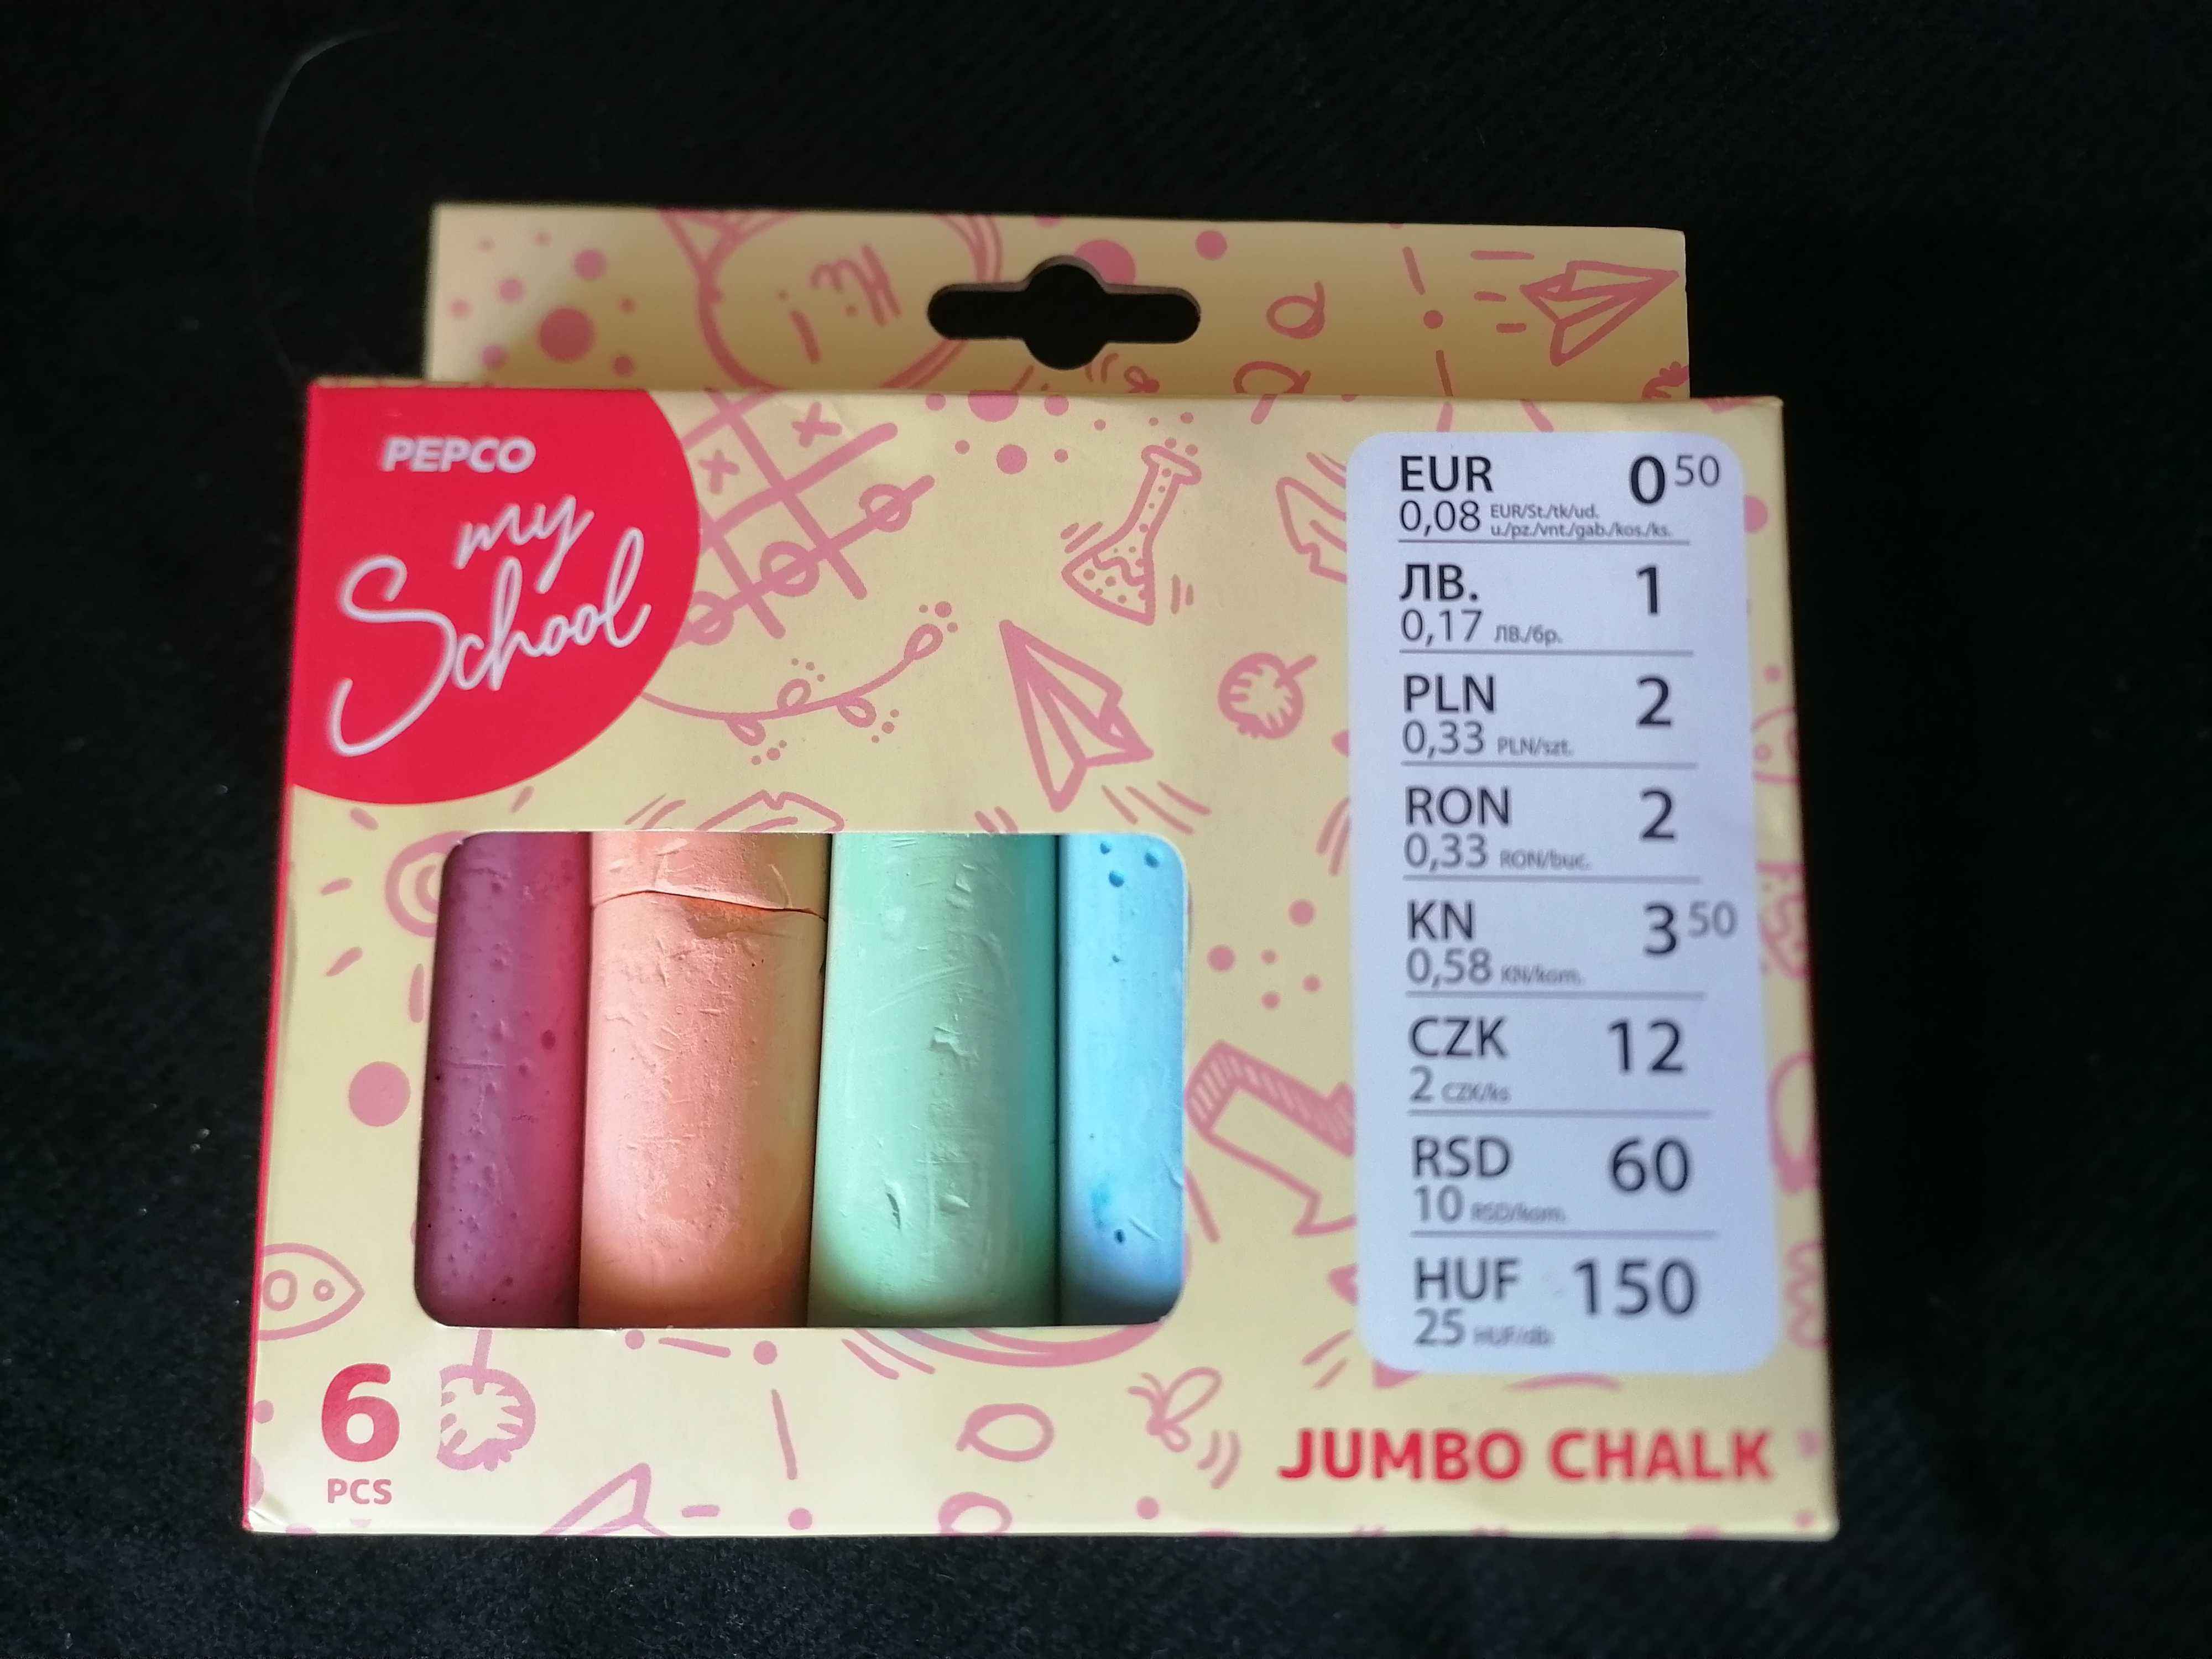 Hi
PEPCO
my
School
EUR 0 50
0,08 EUR/St./tk/ud.
u./pz./vnt./gab./kos./ks.
ЛВ. 1
0,17 ЛВ./бр.
PLN 2
0,33 PLN/szt.
RON 2
0,33 RON/buc.
KN 3 50
0,58 KN/kom.
CZK 12
2 CZK/ks
RSD 60
10 RSD/kom.
HUF 150
25 HUF/db
6
PCS
JUMBO CHALK